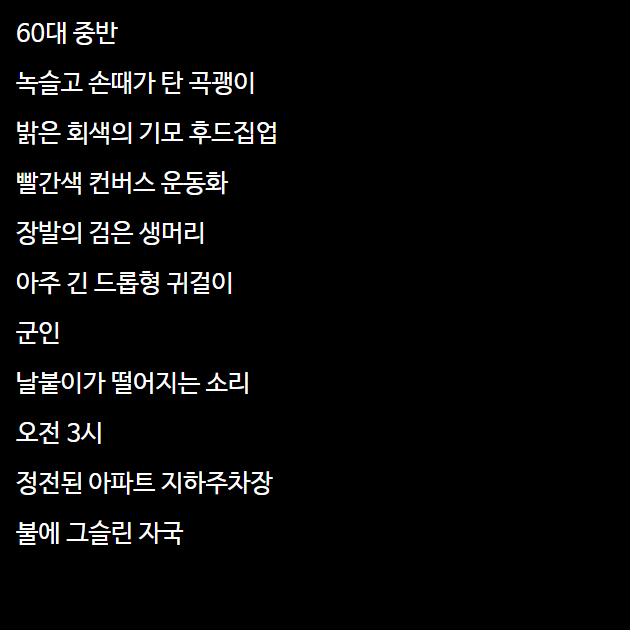 60대 중반
녹슬고 손때가 탄 곡괭이
밝은 회색의 기모 후드집업
빨간색 컨버스 운동화
장발의 검은 생머리
아주 긴 드롭형 귀걸이
군인
날붙이가 떨어지는 소리
오전 3시
정전된 아파트 지하주차장
불에 그슬린 자국